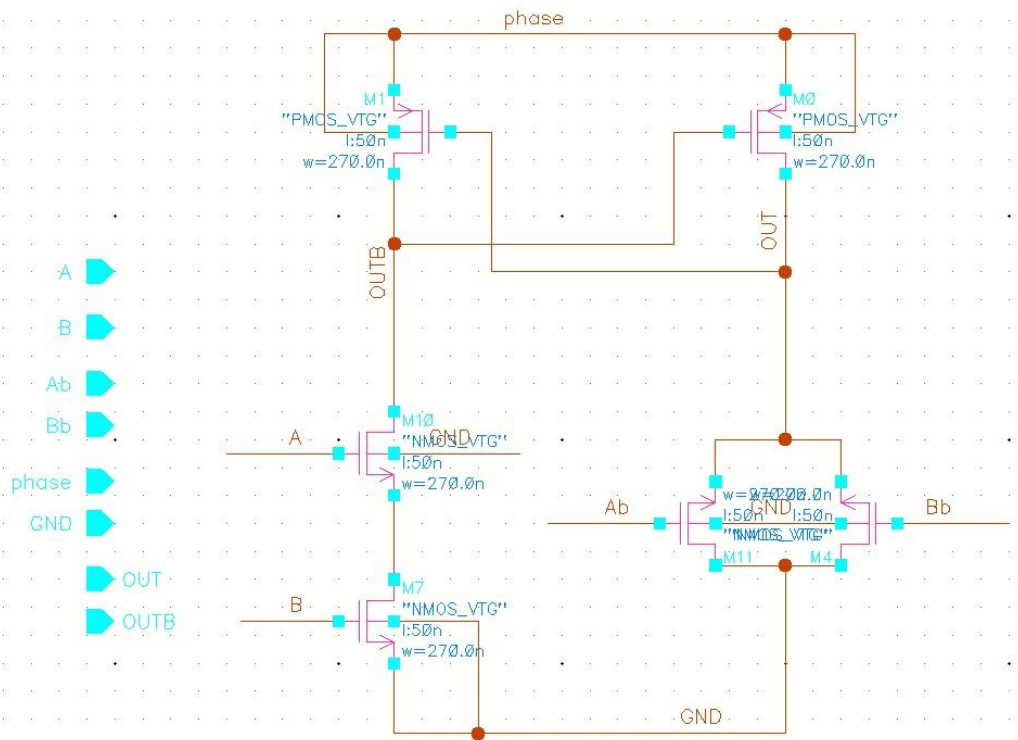 phase
M1
"PMOS_VTG"
l:50n
w=270.0n
M0
"PMOS_VTG"
l:50n
w=270.0n
OUTB
OUT
A
B
Ab
Bb
phase
GND
OUT
OUTB
A
M10
"NMOS_VTG"
GND
l:50n
w=270.0n
B
M7
"NMOS_VTG"
l:50n
w=270.0n
Ab
GND
Bb
l:50n
l:50n
M11
M4
GND